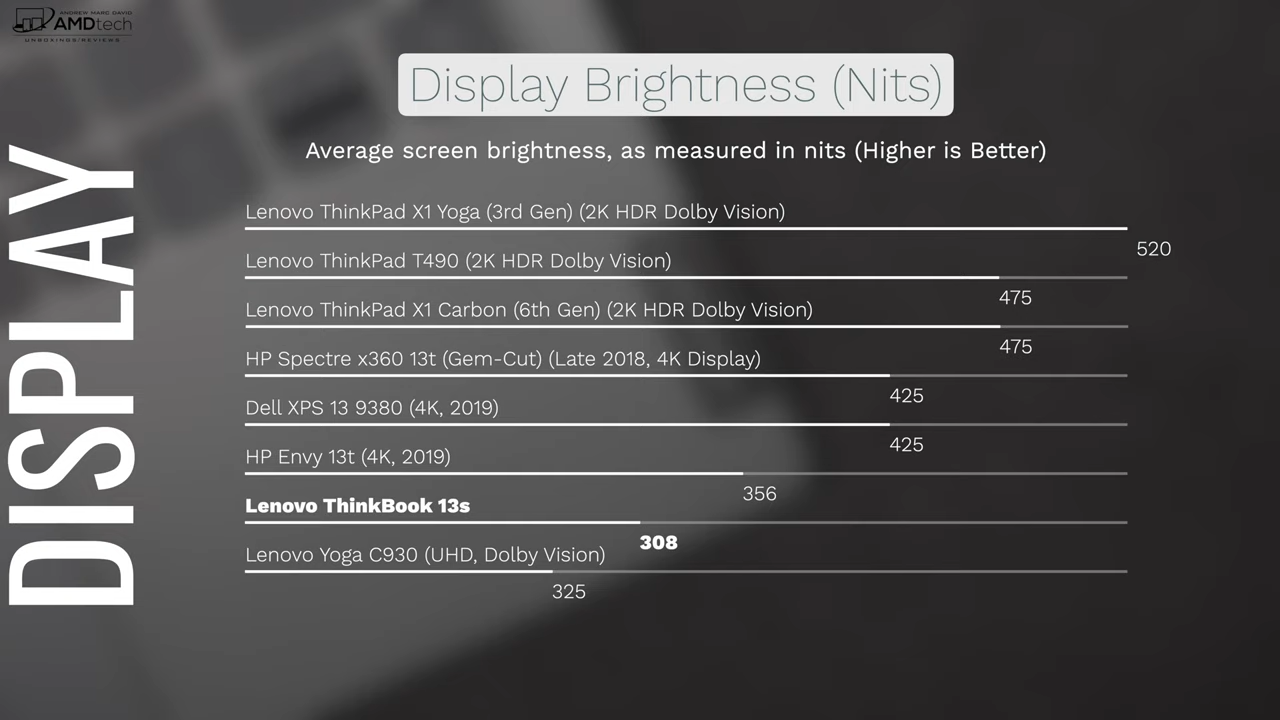 ANDREW MARC DAVID
AMDtech
UNBOXINGS/REVIEWS
DISPLAY
Display Brightness (Nits)
Average screen brightness, as measured in nits (Higher is Better)
Lenovo ThinkPad X1 Yoga (3rd Gen) (2K HDR Dolby Vision)
520
Lenovo ThinkPad T490 (2K HDR Dolby Vision)
475
Lenovo ThinkPad X1 Carbon (6th Gen) (2K HDR Dolby Vision)
475
HP Spectre x360 13t (Gem-Cut) (Late 2018, 4K Display)
425
Dell XPS 13 9380 (4K, 2019)
425
HP Envy 13t (4K, 2019)
356
Lenovo ThinkBook 13s
308
Lenovo Yoga C930 (UHD, Dolby Vision)
325